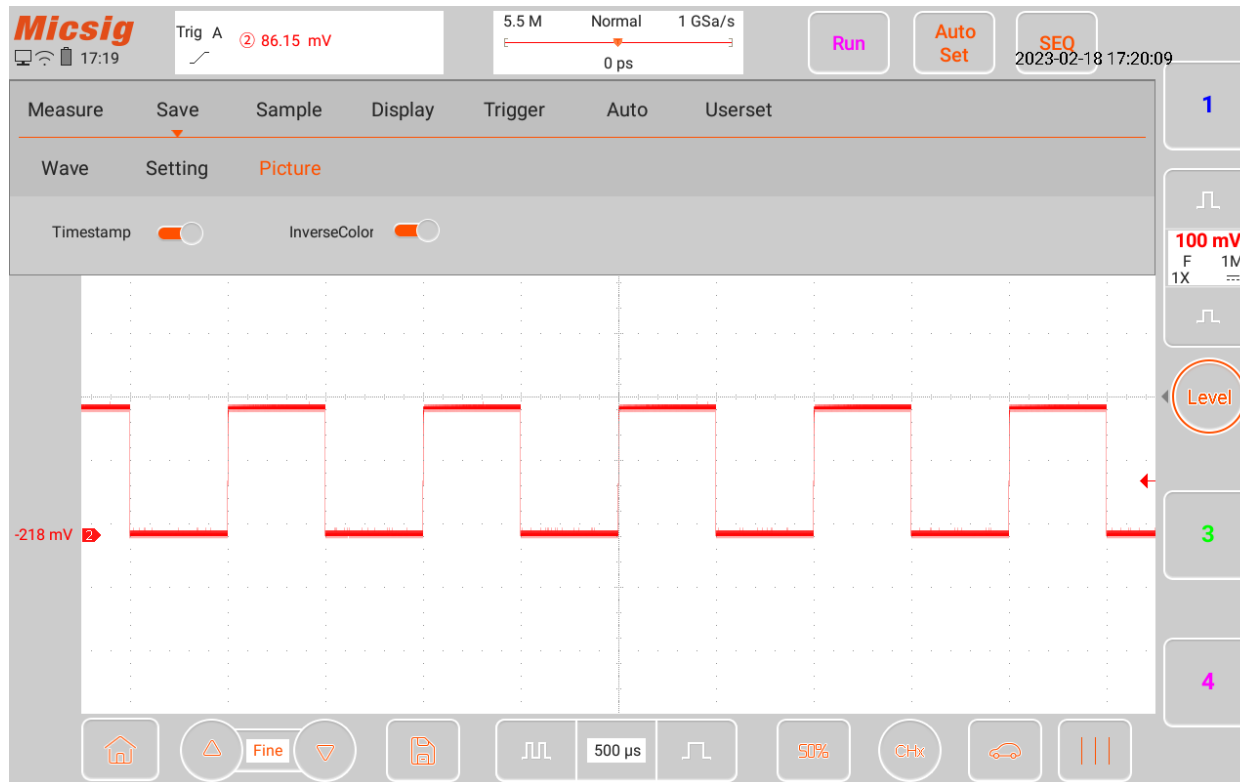 Micsig
17:19
Trig A ② 86.15 mV
5.5 M Normal 1 GSa/s
0 ps
Run
Auto
Set
SEQ
2023-02-18 17:20:09
Measure Save Sample Display Trigger Auto Userset
Wave Setting Picture
Timestamp InverseColor
1
100 mV
F 1M
1X
Level
-218 mV 2
3
4
Fine
500 µs
50%
CHx